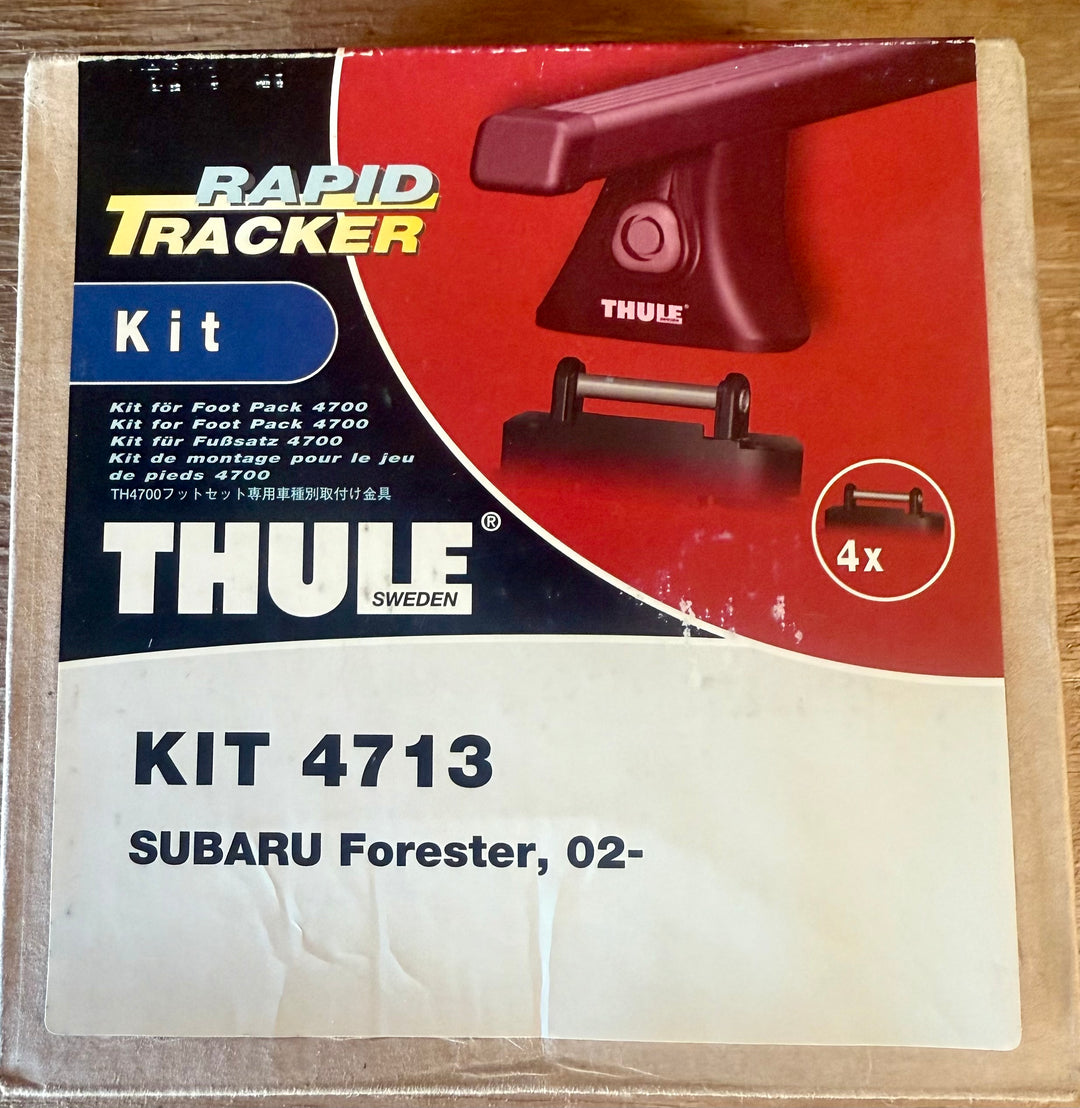 RAPID
TRACKER
Kit
Kit för Foot Pack 4700
Kit for Foot Pack 4700
Kit für Fußsatz 4700
Kit de montage pour le jeu
de pieds 4700
TH4700フットセット専用車種別取付け金具
THULE®
SWEDEN
THULE®
4x
KIT 4713
SUBARU Forester, 02-